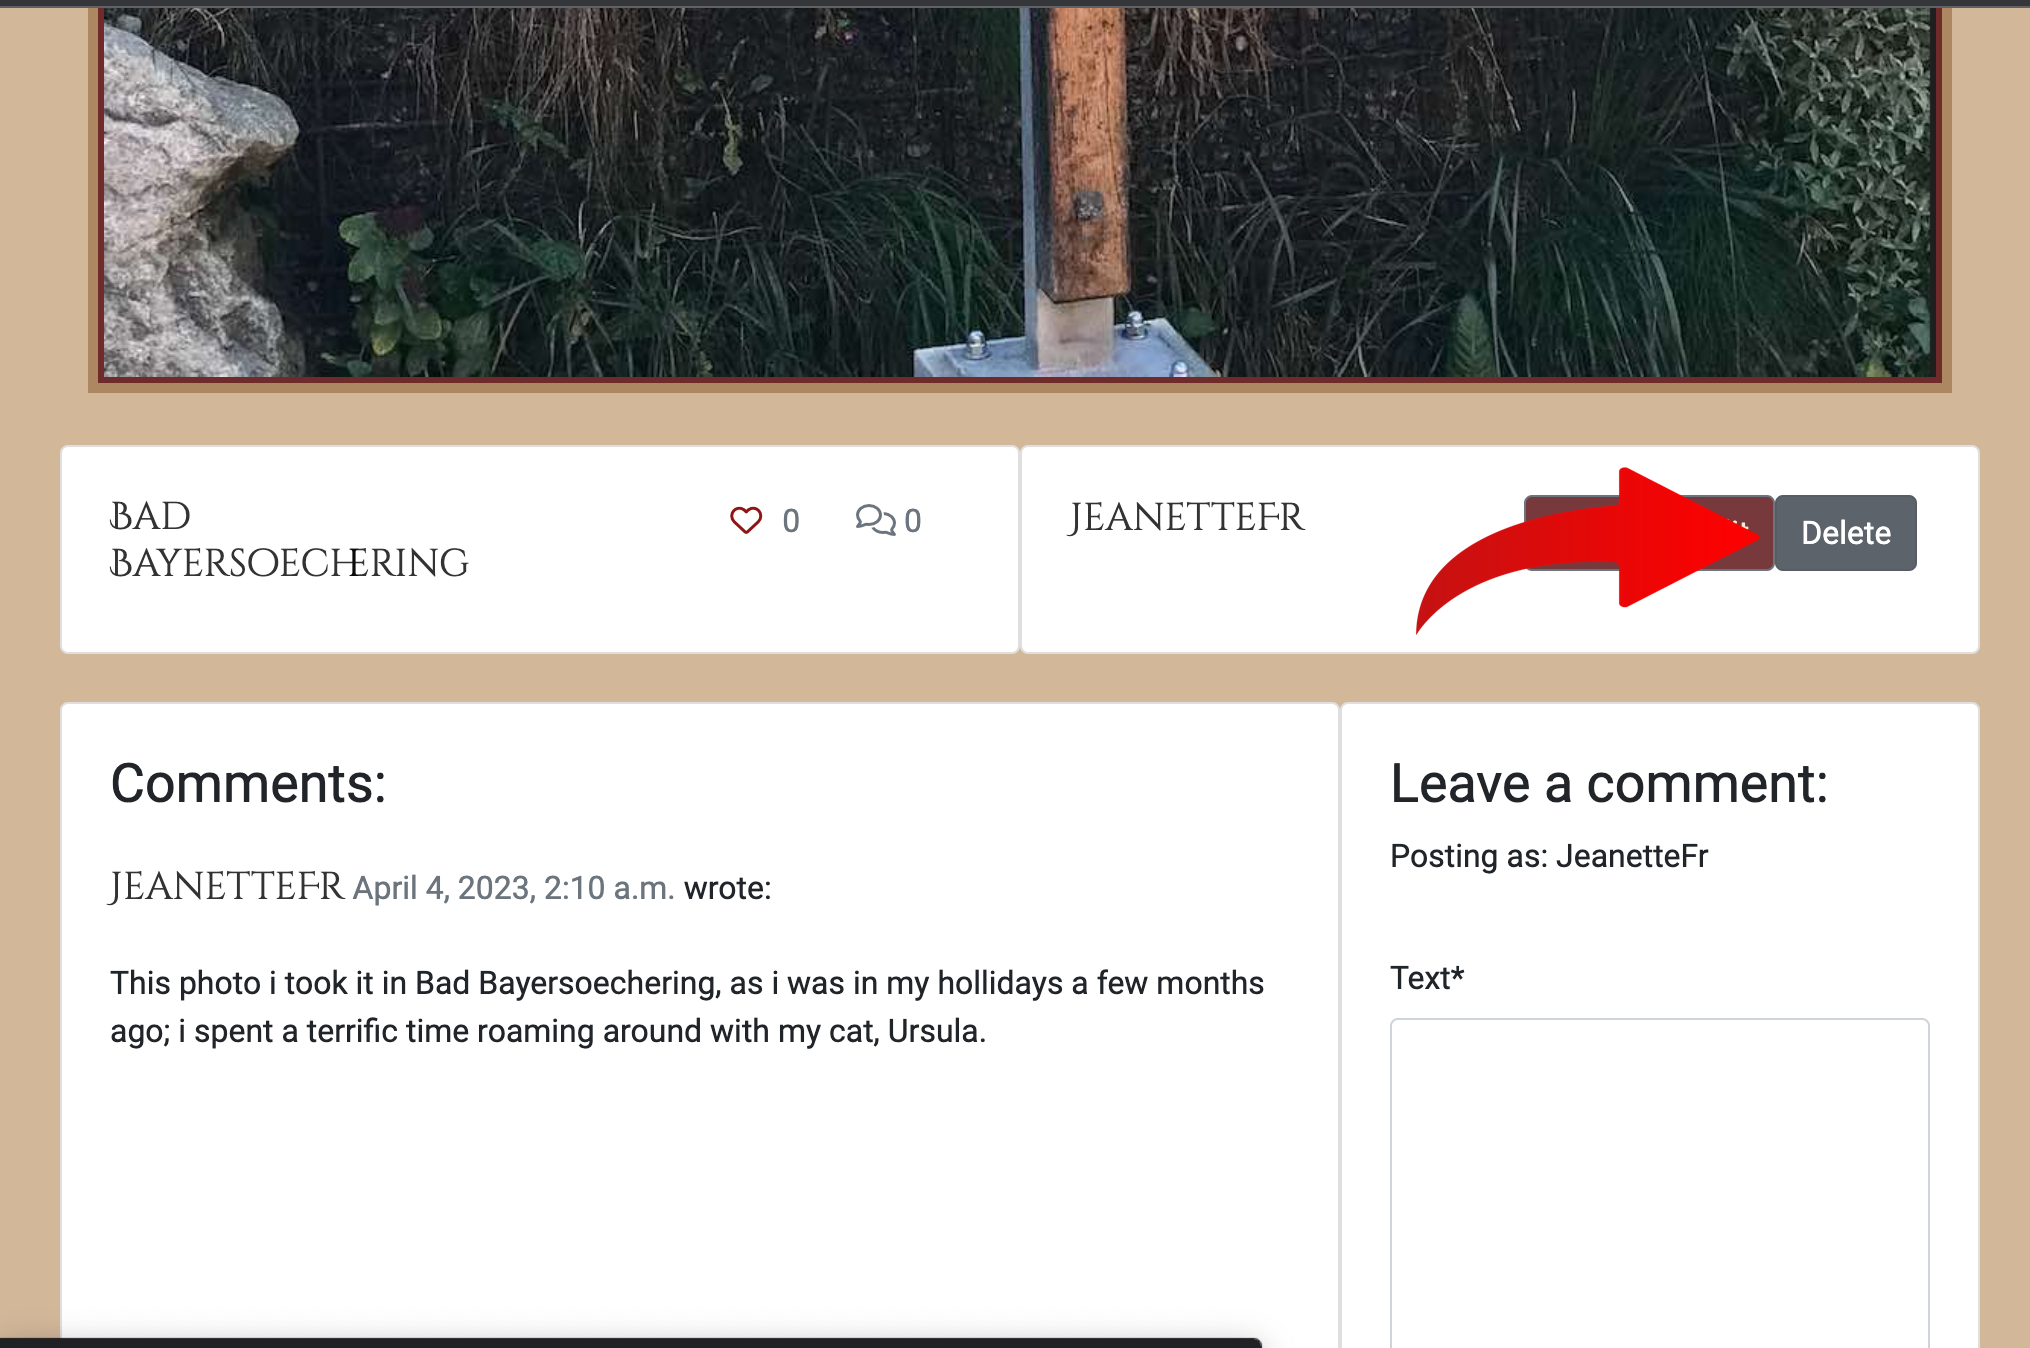 Bad
Bayersoechering
0
0
JeanetteFr
Delete
Comments:
JeanetteFr April 4, 2023, 2:10 a.m. wrote:
This photo i took it in Bad Bayersoechering, as i was in my hollidays a few months
ago; i spent a terrific time roaming around with my cat, Ursula.
Leave a comment:
Posting as: JeanetteFr
Text*